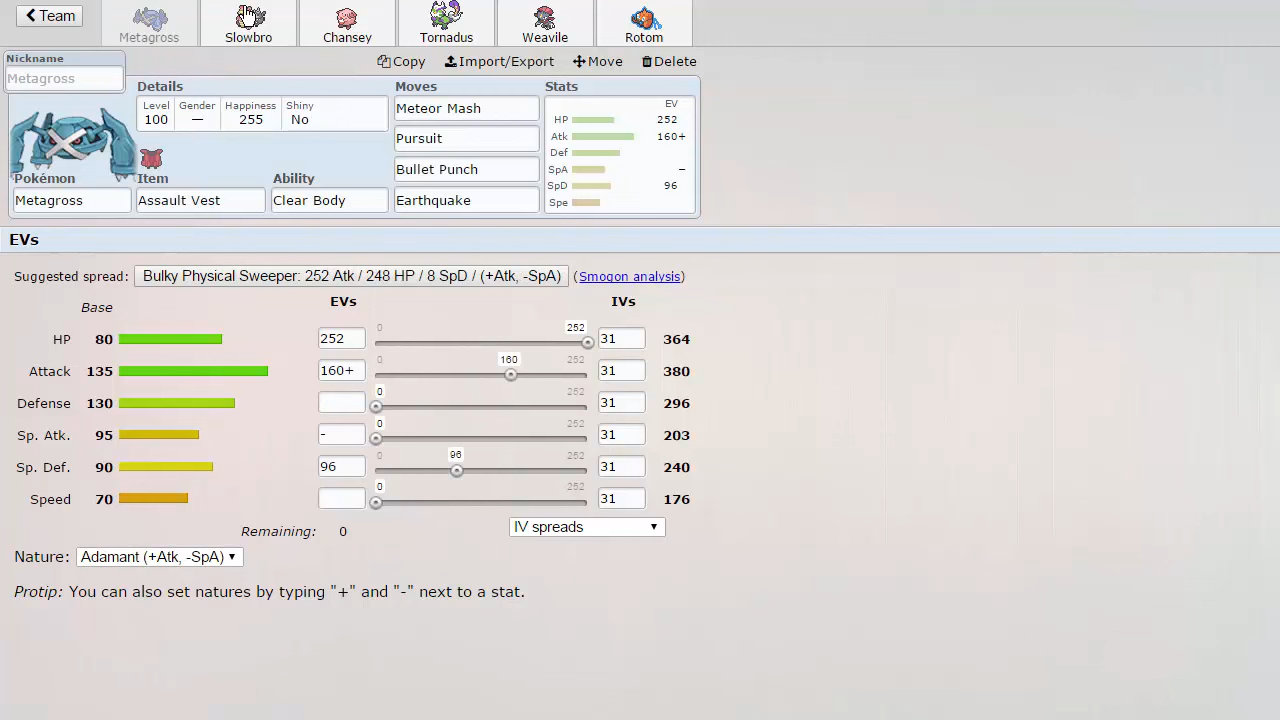 Team
Metagross
Slowbro
Chansey
Tornadus
Weavile
Rotom
Copy
Import/Export
Move
Delete
Nickname
Metagross
Details
Level
100
Gender
—
Happiness
255
Shiny
No
Pokémon
Metagross
Item
Assault Vest
Ability
Clear Body
Moves
Meteor Mash
Pursuit
Bullet Punch
Earthquake
Stats
EV
HP 252
Atk 160+
Def
SpA –
SpD 96
Spe
EVs
Suggested spread: Bulky Physical Sweeper: 252 Atk / 248 HP / 8 SpD / (+Atk, -SpA) (Smogon analysis)
Base EVs IVs
0 252
HP 80 252 31 364
0 160 252
Attack 135 160+ 31 380
0 252
Defense 130 31 296
0 252
Sp. Atk. 95 - 31 203
0 96 252
Sp. Def. 90 96 31 240
0 252
Speed 70 31 176
Remaining: 0 IV spreads
Nature: Adamant (+Atk, -SpA)
Protip: You can also set natures by typing "+" and "-" next to a stat.